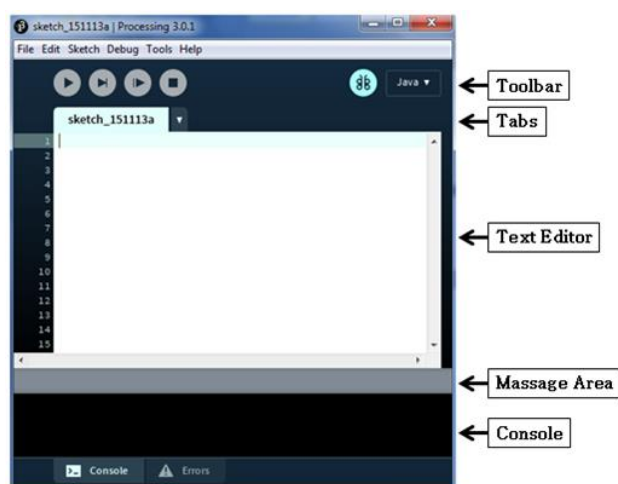 sketch_151113a | Processing 3.0.1
File Edit Sketch Debug Tools Help
Java ▾
Toolbar
sketch_151113a ▾
Tabs
1
2
3
4
5
6
7
8
9
10
11
12
13
14
15
Text Editor
Massage Area
Console
Console
Errors